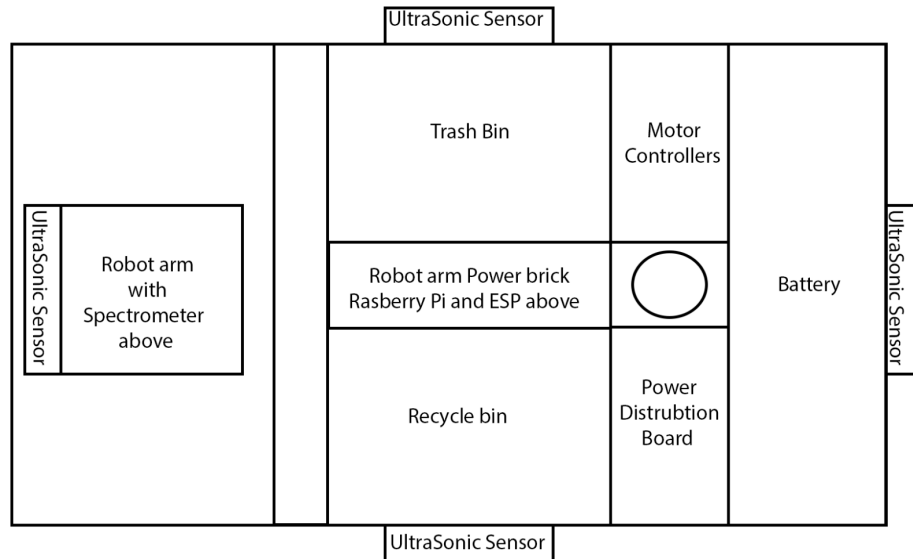 UltraSonic Sensor
Trash Bin
Motor
Controllers
UltraSonic Sensor
Robot arm
with
Spectrometer
above
Robot arm Power brick
Rasberry Pi and ESP above
Battery
UltraSonic Sensor
Recycle bin
Power
Distrubtion
Board
UltraSonic Sensor